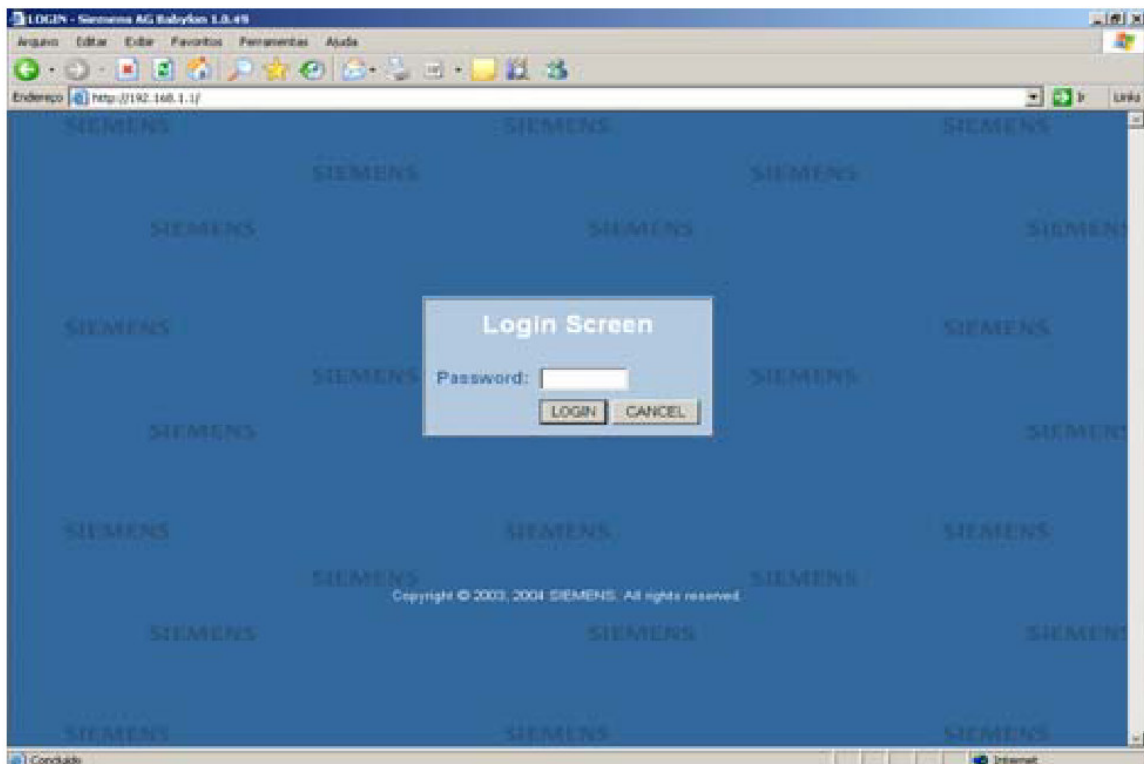 LOGIN - Siemens AG Babylon 1.0.49
Arquivo Editar Exibir Favoritos Ferramentas Ajuda
Endereço http://192.168.1.1/ Ir Links
SIEMENS SIEMENS SIEMENS
SIEMENS SIEMENS
SIEMENS SIEMENS SIEMENS
Login Screen
SIEMENS SIEMENS
SIEMENS Password: SIEMENS
LOGIN CANCEL
SIEMENS SIEMENS
SIEMENS SIEMENS SIEMENS
SIEMENS SIEMENS
Copyright © 2003, 2004 SIEMENS. All rights reserved.
SIEMENS SIEMENS SIEMENS
SIEMENS SIEMENS SIEMENS
Concluído Internet